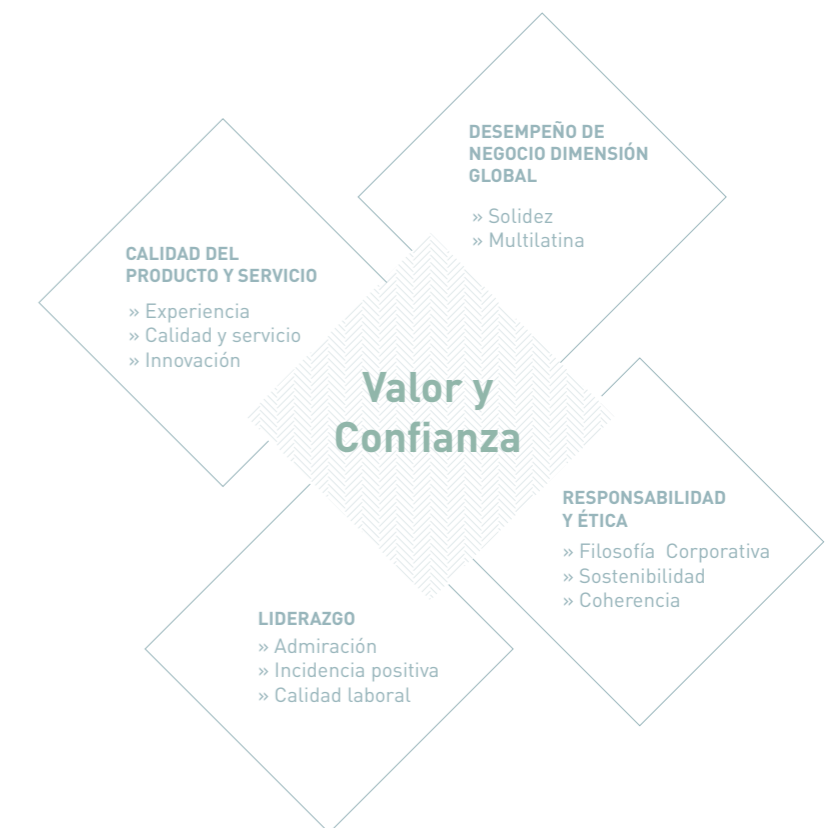 DESEMPEÑO DE
NEGOCIO DIMENSIÓN
GLOBAL
» Solidez
» Multilatina
CALIDAD DEL
PRODUCTO Y SERVICIO
» Experiencia
» Calidad y servicio
» Innovación
Valor y
Confianza
RESPONSABILIDAD
Y ÉTICA
» Filosofía Corporativa
» Sostenibilidad
» Coherencia
LIDERAZGO
» Admiración
» Incidencia positiva
» Calidad laboral